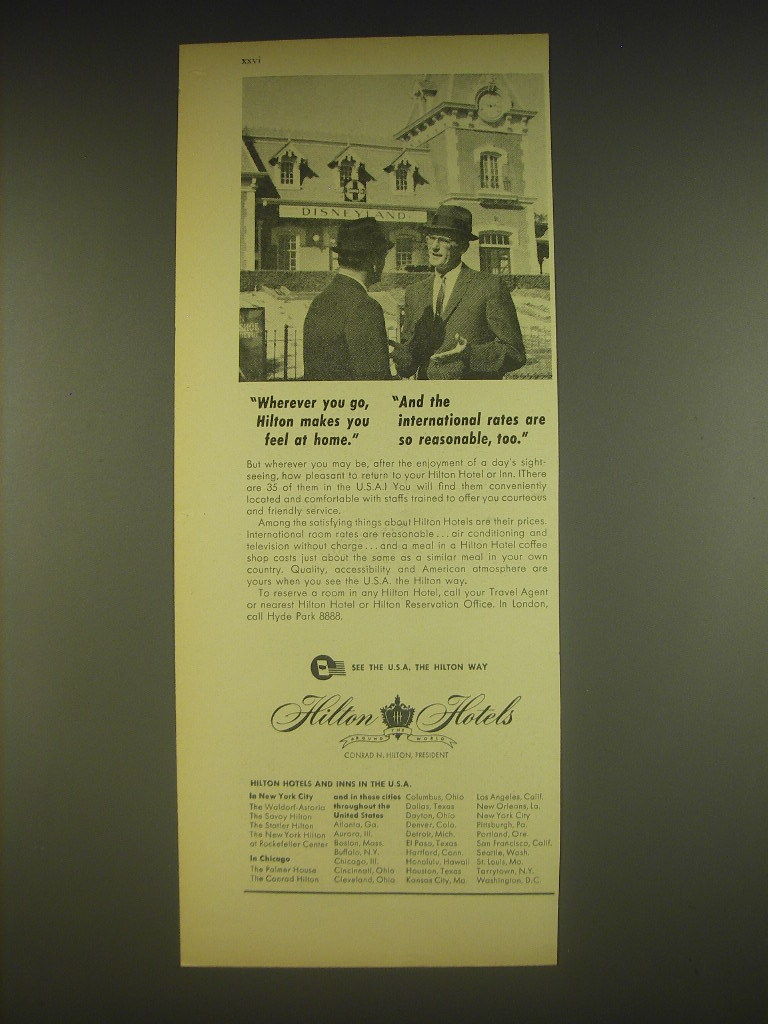 xxvi
DISNEYLAND
"Wherever you go,
Hilton makes you
feel at home."
"And the
international rates are
so reasonable, too."
But wherever you may be, after the enjoyment of a day's sight-
seeing, how pleasant to return to your Hilton Hotel or Inn. (There
are 35 of them in the U.S.A.) You will find them conveniently
located and comfortable with staffs trained to offer you courteous
and friendly service.
Among the satisfying things about Hilton Hotels are their prices.
International room rates are reasonable...air conditioning and
television without charge...and a meal in a Hilton Hotel coffee
shop costs just about the same as a similar meal in your own
country. Quality, accessibility and American atmosphere are
yours when you see the U.S.A. the Hilton way.
To reserve a room in any Hilton Hotel, call your Travel Agent
or nearest Hilton Hotel or Hilton Reservation Office. In London,
call Hyde Park 8888.
SEE THE U.S.A. THE HILTON WAY
Hilton Hotels
AROUND THE WORLD
CONRAD N. HILTON, PRESIDENT
HILTON HOTELS AND INNS IN THE U.S.A.
In New York City
The Waldorf-Astoria
The Savoy Hilton
The Statler Hilton
The New York Hilton
at Rockefeller Center
In Chicago
The Palmer House
The Conrad Hilton
and in these cities
throughout the
United States
Atlanta, Ga.
Aurora, Ill.
Boston, Mass.
Buffalo, N.Y.
Chicago, Ill.
Cincinnati, Ohio
Cleveland, Ohio
Columbus, Ohio
Dallas, Texas
Dayton, Ohio
Denver, Colo.
Detroit, Mich.
El Paso, Texas
Hartford, Conn.
Honolulu, Hawaii
Houston, Texas
Kansas City, Mo.
Los Angeles, Calif.
New Orleans, La.
New York City
Pittsburgh, Pa.
Portland, Ore.
San Francisco, Calif.
Seattle, Wash.
St. Louis, Mo.
Tarrytown, N.Y.
Washington, D.C.